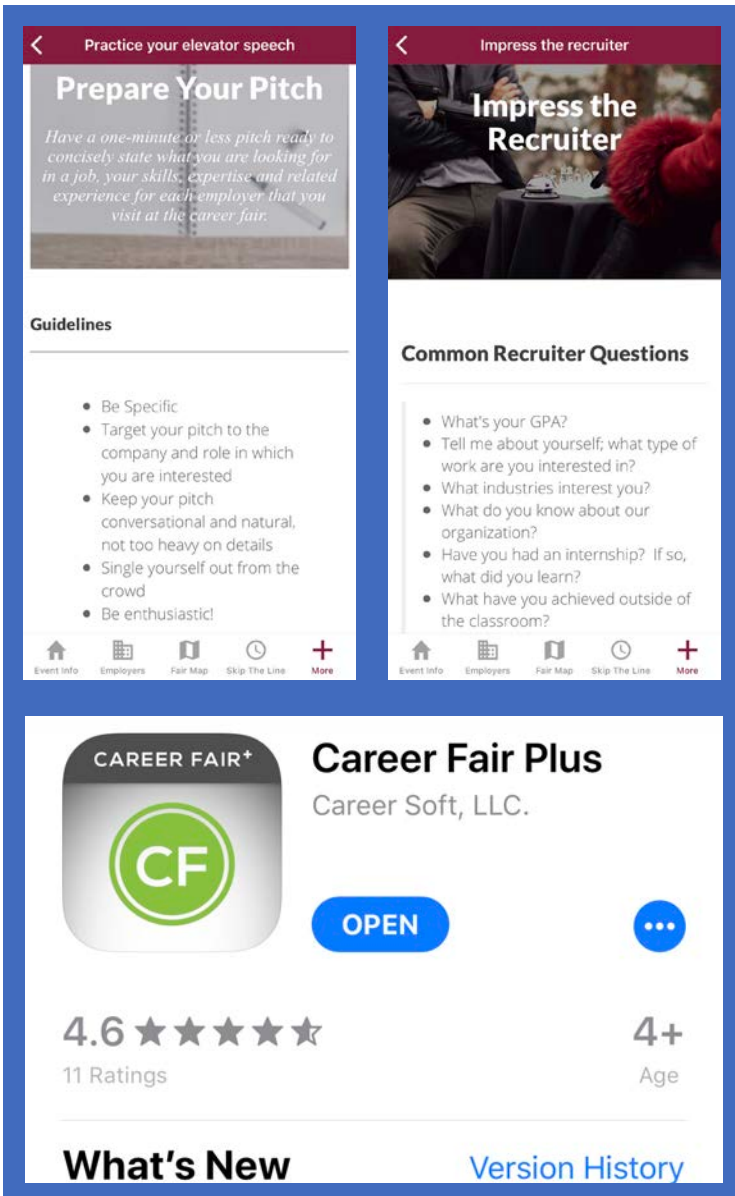 Practice your elevator speech
Prepare Your Pitch
Have a one-minute or less pitch ready to
concisely state what you are looking for
in a job, your skills, expertise and related
experience for each employer that you
visit at the career fair.
Guidelines
Be Specific
Target your pitch to the
company and role in which
you are interested
Keep your pitch
conversational and natural,
not too heavy on details
Single yourself out from the
crowd
Be enthusiastic!
Event Info Employers Fair Map Skip The Line More
Impress the recruiter
Impress the
Recruiter
Common Recruiter Questions
What's your GPA?
Tell me about yourself; what type of
work are you interested in?
What industries interest you?
What do you know about our
organization?
Have you had an internship? If so,
what did you learn?
What have you achieved outside of
the classroom?
Event Info Employers Fair Map Skip The Line More
CAREER FAIR+
CF
Career Fair Plus
Career Soft, LLC.
OPEN
4.6
4+
11 Ratings
Age
What's New
Version History